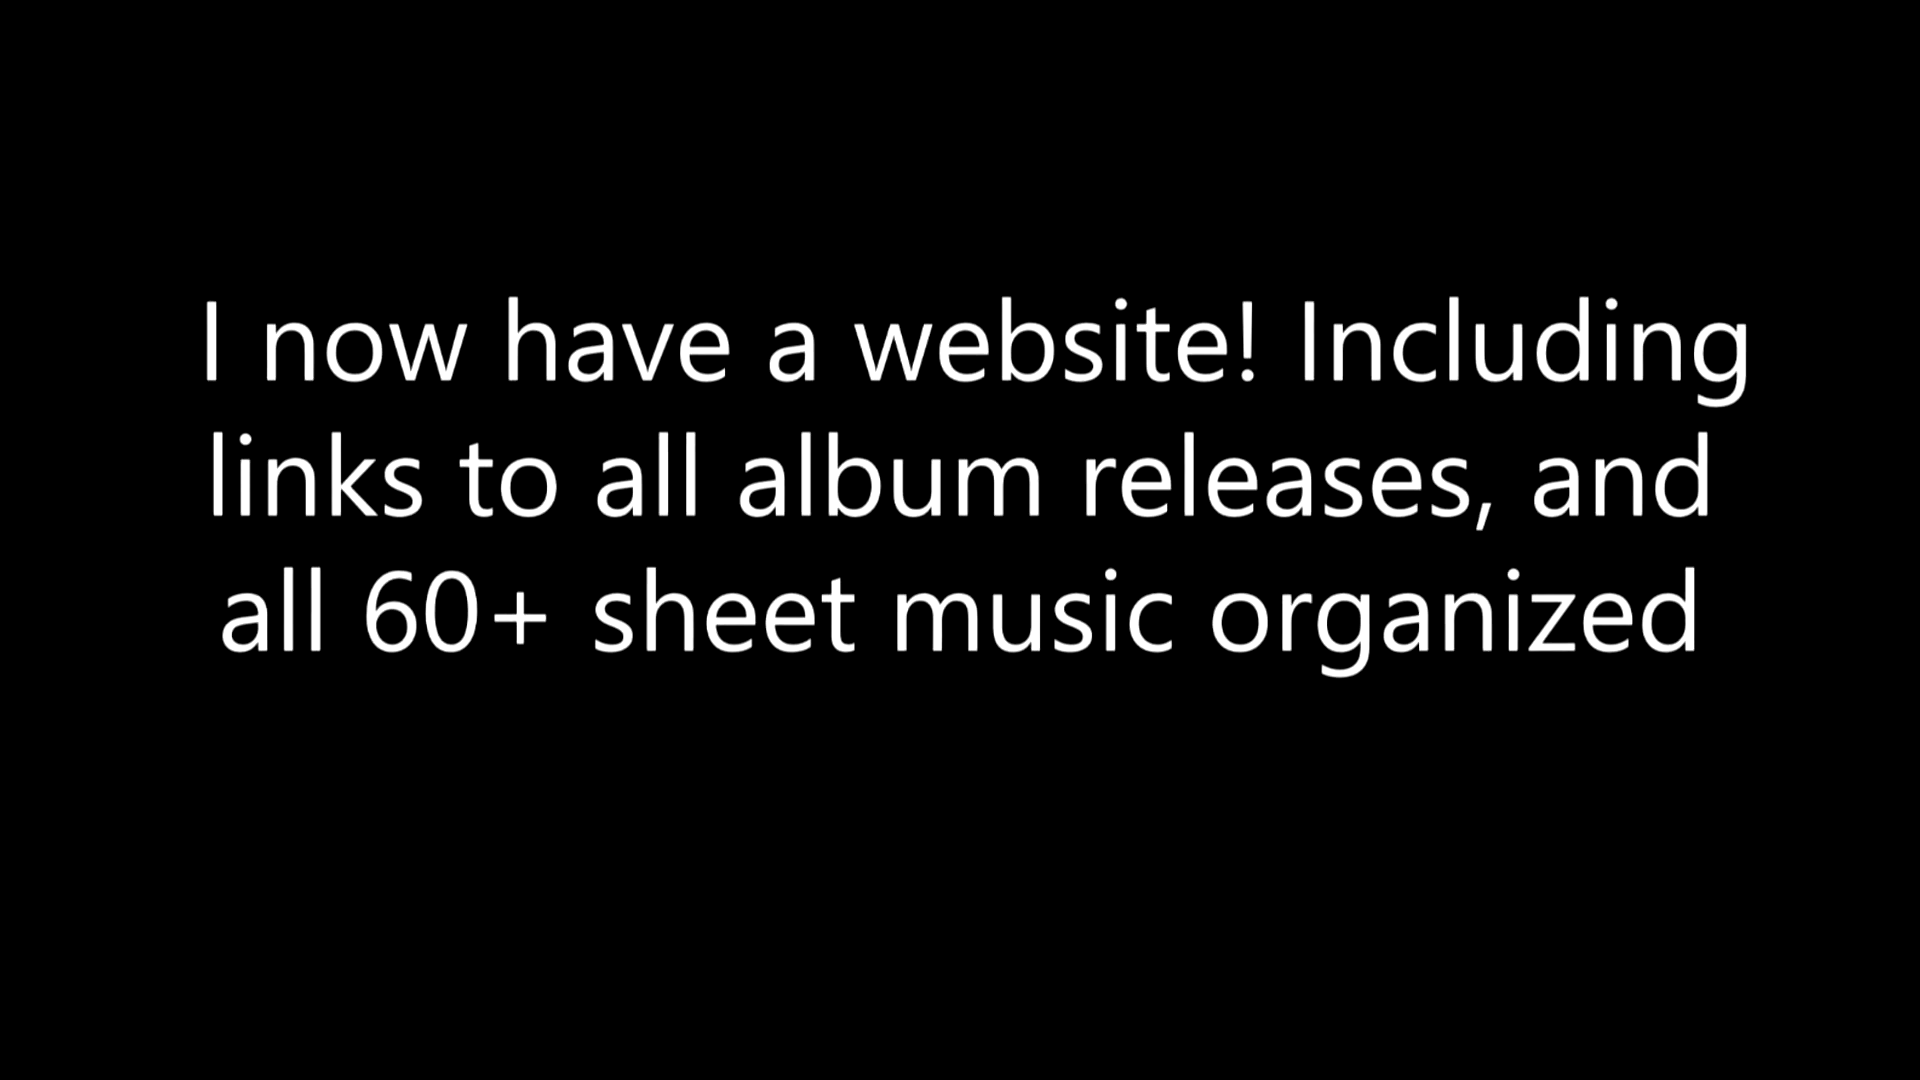 I now have a website! Including
links to all album releases, and
all 60+ sheet music organized